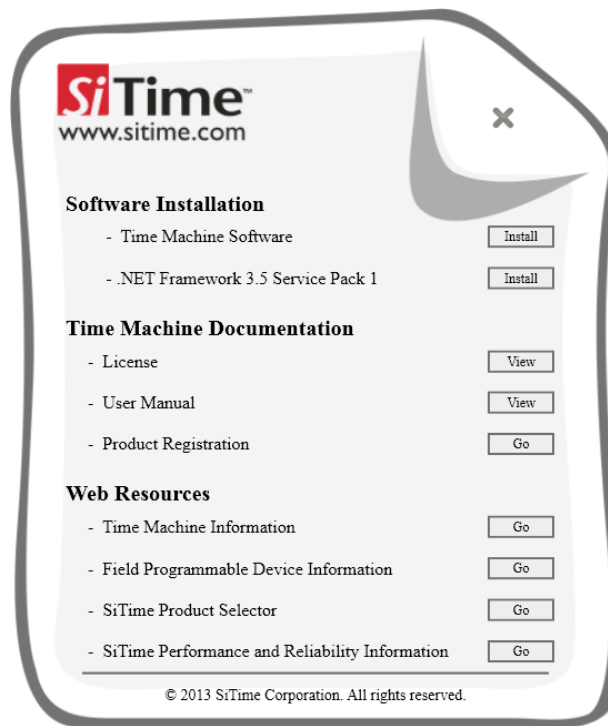 SiTime™
www.sitime.com
Software Installation
- Time Machine Software Install
- .NET Framework 3.5 Service Pack 1 Install
Time Machine Documentation
- License View
- User Manual View
- Product Registration Go
Web Resources
- Time Machine Information Go
- Field Programmable Device Information Go
- SiTime Product Selector Go
- SiTime Performance and Reliability Information Go
© 2013 SiTime Corporation. All rights reserved.